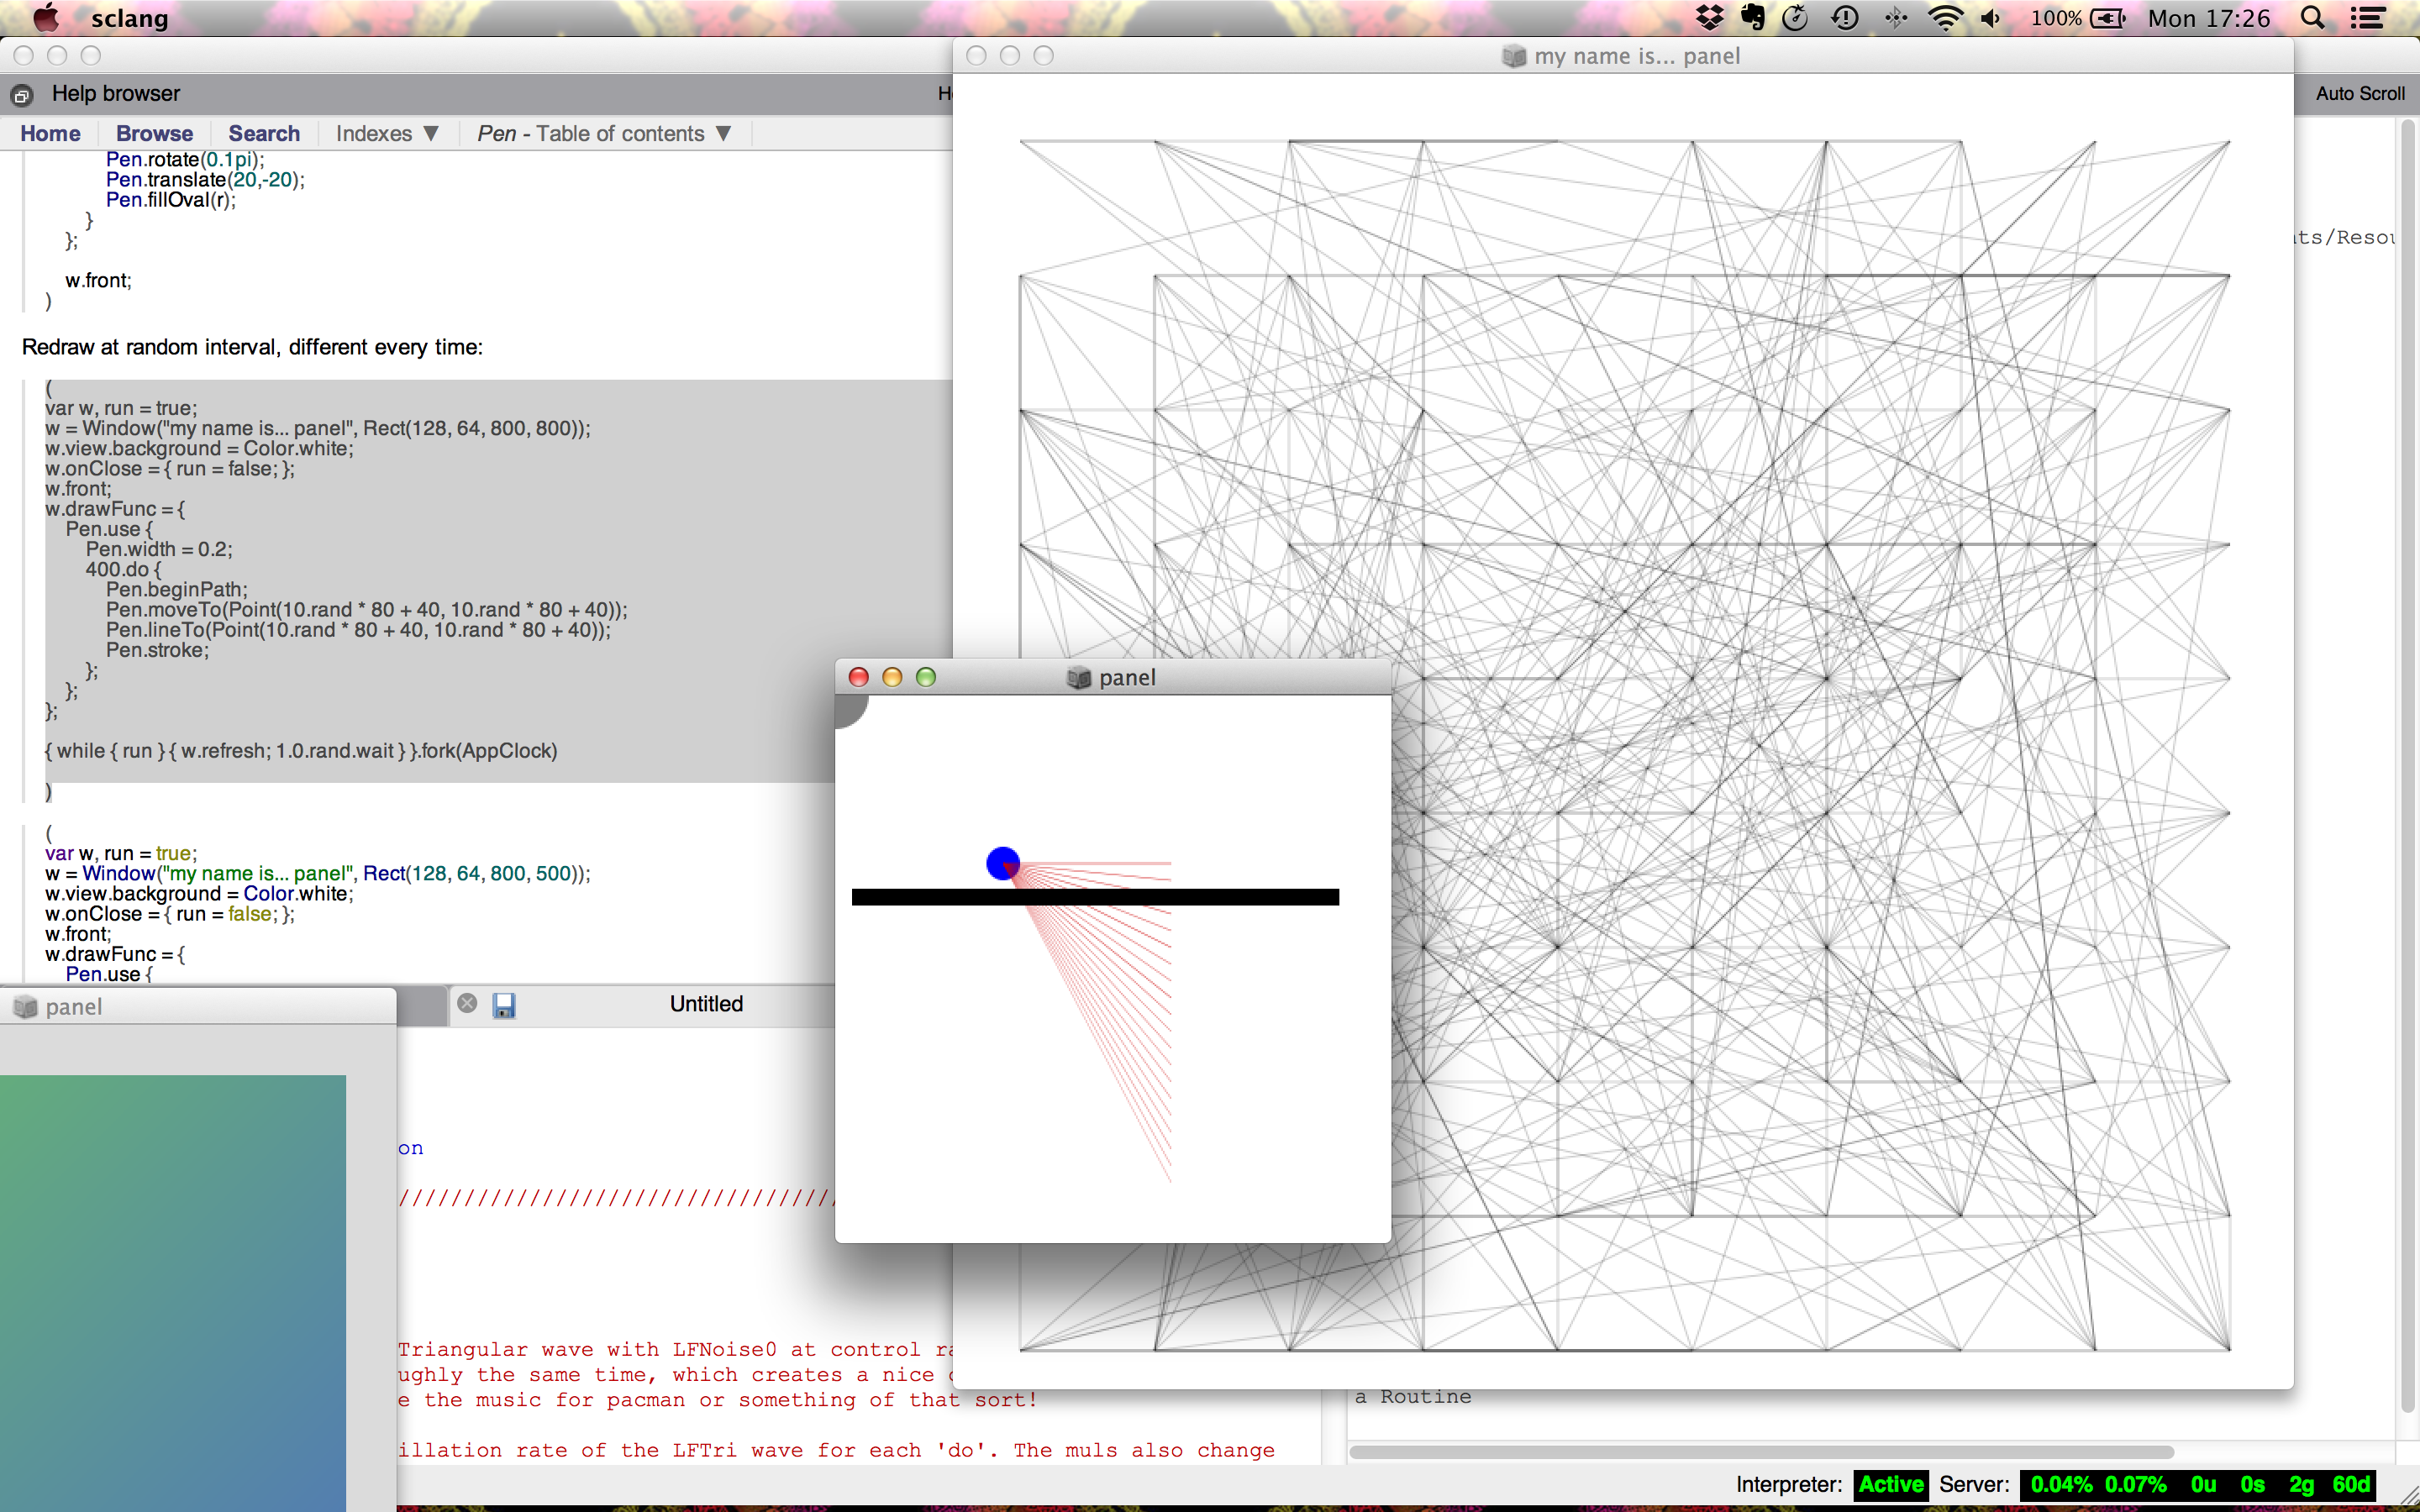 sclang
100%
Mon 17:26
my name is... panel
Help browser
Auto Scroll
Home
Browse
Search
Indexes ▼
Pen - Table of contents ▼
Pen.rotate(0.1pi);
Pen.translate(20,-20);
Pen.fillOval(r);
}
};
w.front;
)
Redraw at random interval, different every time:
(
var w, run = true;
w = Window("my name is... panel", Rect(128, 64, 800, 800));
w.view.background = Color.white;
w.onClose = { run = false; };
w.front;
w.drawFunc = {
Pen.use {
Pen.width = 0.2;
400.do {
Pen.beginPath;
Pen.moveTo(Point(10.rand * 80 + 40, 10.rand * 80 + 40));
Pen.lineTo(Point(10.rand * 80 + 40, 10.rand * 80 + 40));
Pen.stroke;
};
};
};
{ while { run } { w.refresh; 1.0.rand.wait } }.fork(AppClock)
)
(
var w, run = true;
w = Window("my name is... panel", Rect(128, 64, 800, 500));
w.view.background = Color.white;
w.onClose = { run = false; };
w.front;
w.drawFunc = {
Pen.use {
panel
panel
Untitled
on
/////////////////////////////////
Triangular wave with LFNoise0 at control
ughly the same time, which creates a nice
e the music for pacman or something of that sort!
illation rate of the LFTri wave for each 'do'. The muls also change
ts/Resou
a Routine
Interpreter: Active Server: 0.04% 0.07% 0u 0s 2g 60d